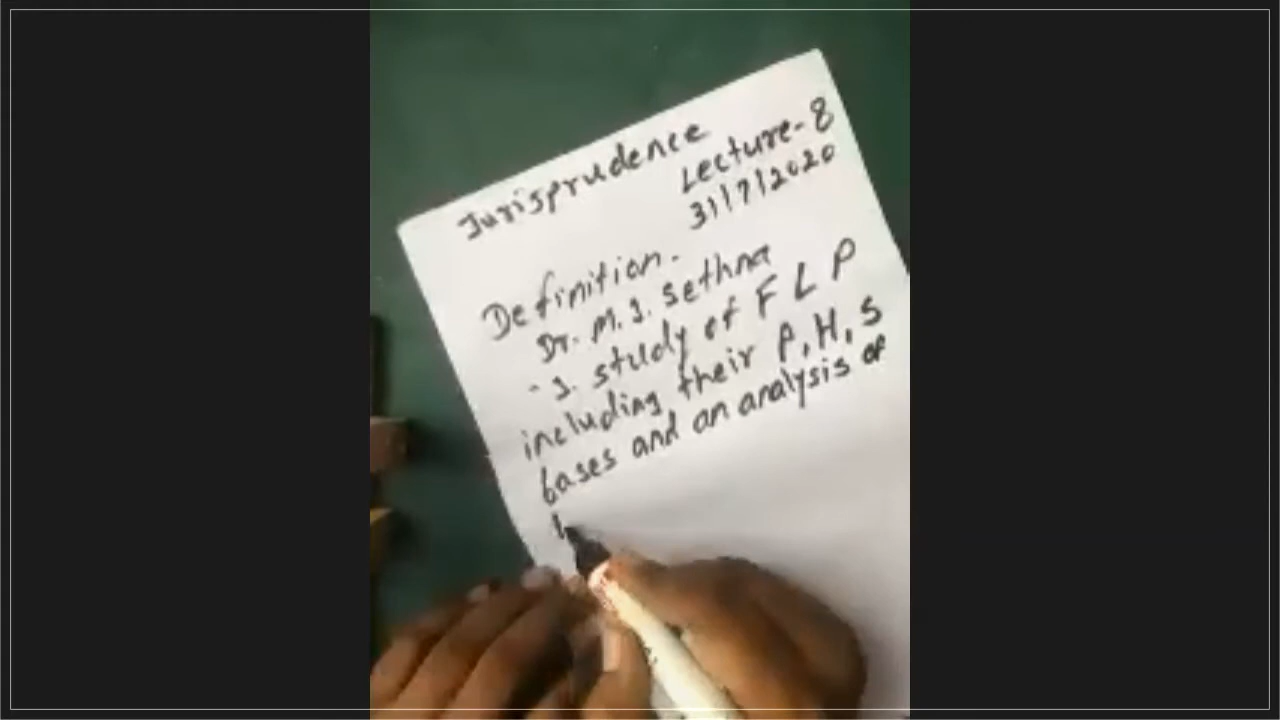 Jurisprudence
Lecture-8
31/7/2020
Definition.
Dr. M.J. Sethna
- J. study of F L P
including their P, H, S
bases and an analysis of